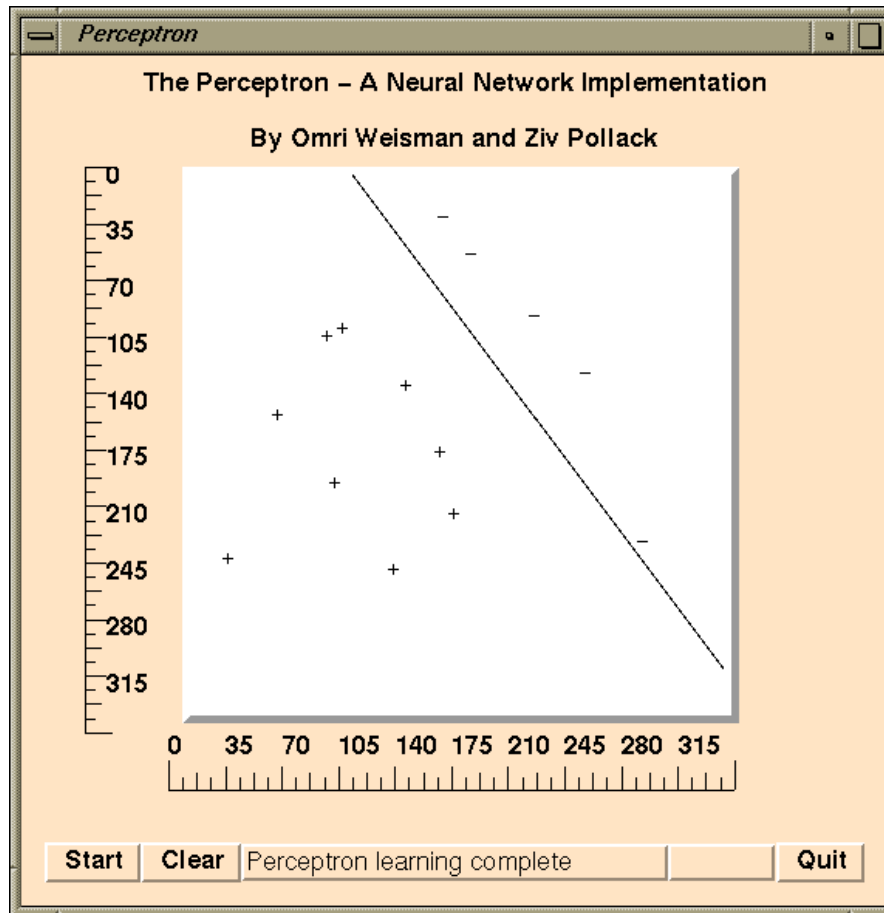 Perceptron
The Perceptron – A Neural Network Implementation
By Omri Weisman and Ziv Pollack
0
35
70
105
140
175
210
245
280
315
0 35 70 105 140 175 210 245 280 315
Start Clear Perceptron learning complete Quit